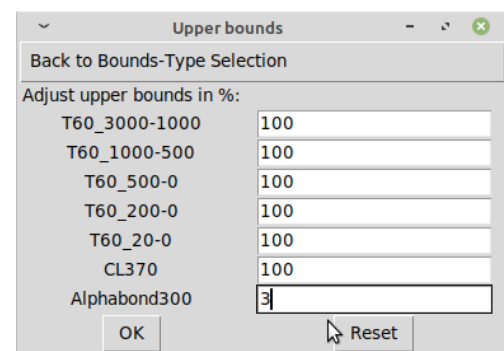 Upper bounds
Back to Bounds-Type Selection
Adjust upper bounds in %:
T60_3000-1000 100
T60_1000-500 100
T60_500-0 100
T60_200-0 100
T60_20-0 100
CL370 100
Alphabond300 3
OK Reset